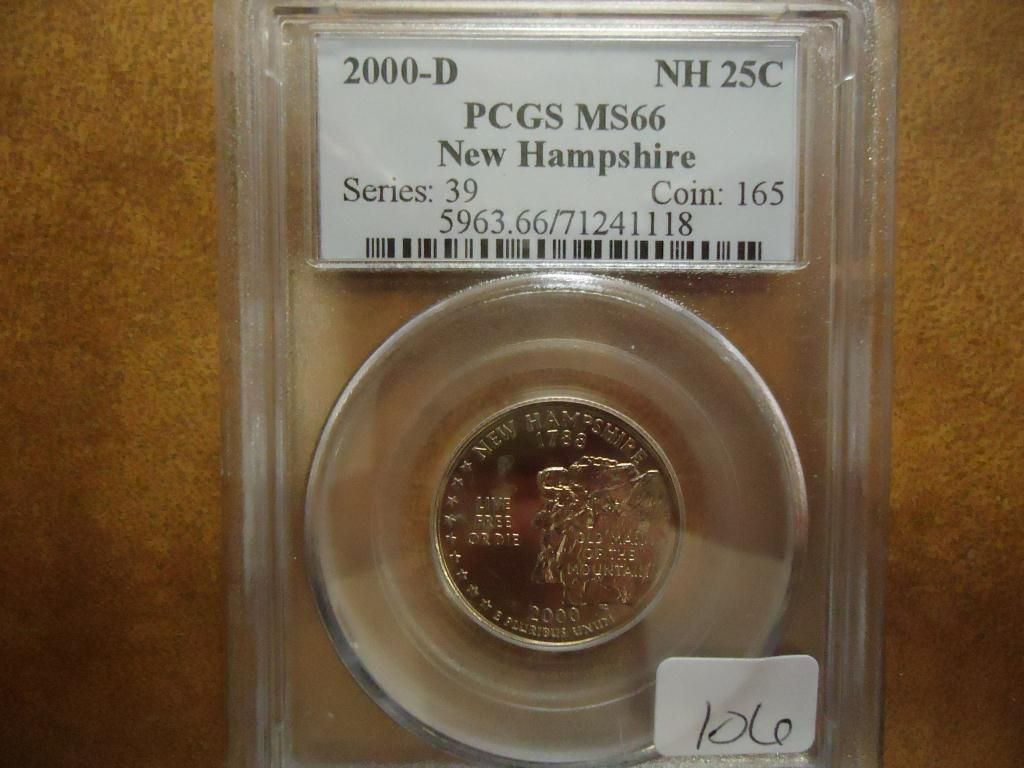 2000-D NH 25C
PCGS MS66
New Hampshire
Series: 39 Coin: 165
5963.66/71241118
NEW HAMPSHIRE
1788
LIVE
FREE
OR DIE
OLD MAN
OF THE
MOUNTAIN
2000
E PLURIBUS UNUM
106